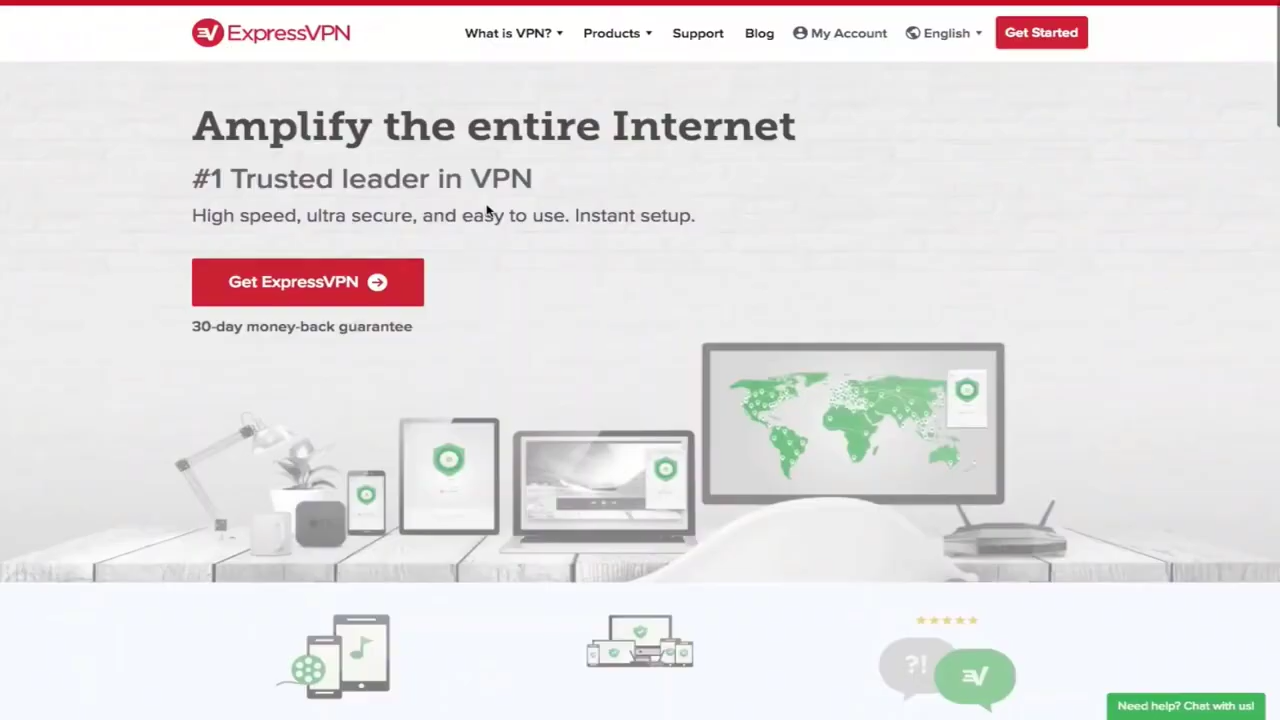 ExpressVPN
What is VPN?
Products
Support
Blog
My Account
English
Get Started
Amplify the entire Internet
#1 Trusted leader in VPN
High speed, ultra secure, and easy to use. Instant setup.
Get ExpressVPN
30-day money-back guarantee
?!
Need help? Chat with us!